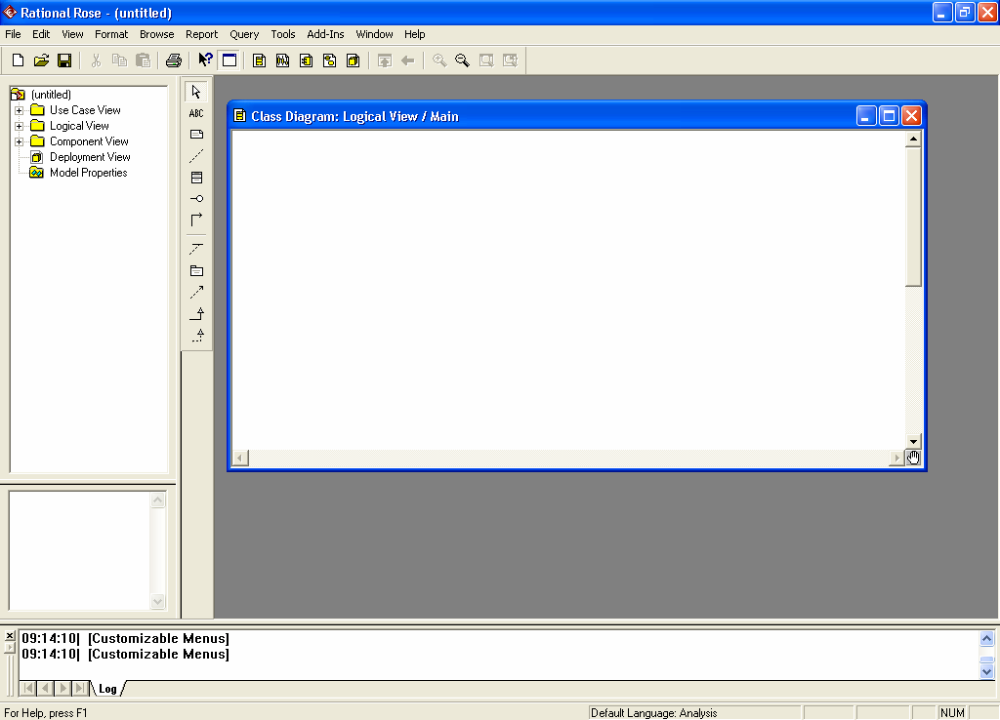 Rational Rose - (untitled)
File Edit View Format Browse Report Query Tools Add-Ins Window Help
(untitled)
Use Case View
Logical View
Component View
Deployment View
Model Properties
ABC
Class Diagram: Logical View / Main
09:14:10| [Customizable Menus]
09:14:10| [Customizable Menus]
Log
For Help, press F1 Default Language: Analysis NUM